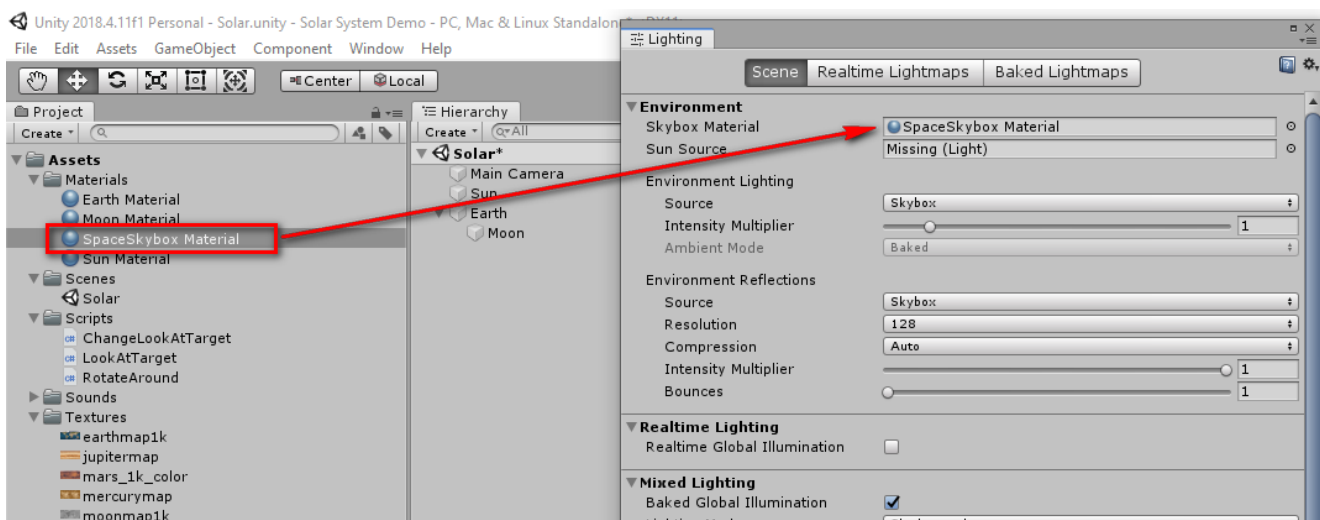 Unity 2018.4.11f1 Personal - Solar.unity - Solar System Demo - PC, Mac & Linux Standalon
File Edit Assets GameObject Component Window Help
Center Local
Project
Create
Assets
Materials
Earth Material
Moon Material
SpaceSkybox Material
Sun Material
Scenes
Solar
Scripts
ChangeLookAtTarget
LookAtTarget
RotateAround
Sounds
Textures
earthmap1k
jupitermap
mars_1k_color
mercurymap
moonmap1k
Hierarchy
Create All
Solar*
Main Camera
Sun
Earth
Moon
Lighting
Scene Realtime Lightmaps Baked Lightmaps
Environment
Skybox Material SpaceSkybox Material
Sun Source Missing (Light)
Environment Lighting
Source Skybox
Intensity Multiplier 1
Ambient Mode Baked
Environment Reflections
Source Skybox
Resolution 128
Compression Auto
Intensity Multiplier 1
Bounces 1
Realtime Lighting
Realtime Global Illumination
Mixed Lighting
Baked Global Illumination